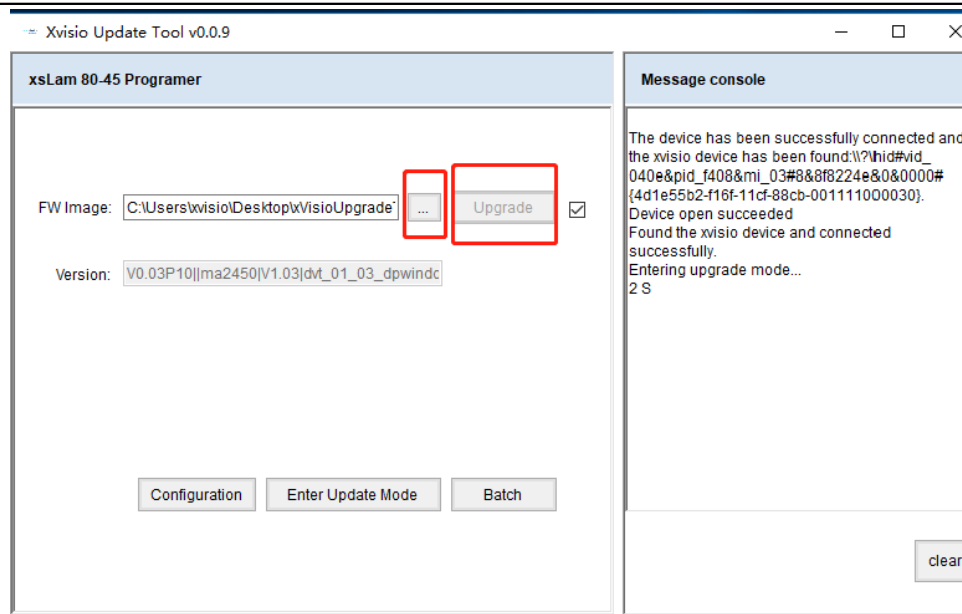 Xvisio Update Tool v0.0.9
xsLam 80-45 Programer
FW Image: C:\Users\xvisio\Desktop\xVisioUpgrade ... Upgrade
Version: V0.03P10||ma2450|V1.03|dvt_01_03_dpwindo
Configuration Enter Update Mode Batch
Message console
The device has been successfully connected and
the xvisio device has been found:\\?\hid#vid_
040e&pid_f408&mi_03#8&8f8224e&0&0000#
{4d1e55b2-f16f-11cf-88cb-001111000030}.
Device open succeeded
Found the xvisio device and connected
successfully.
Entering upgrade mode...
2 S
clear